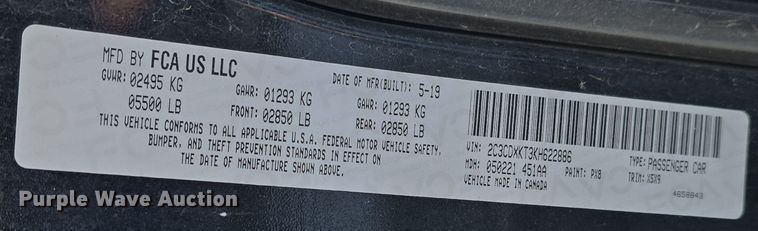 MFD BY FCA US LLC
DATE OF MFR(BUILT): 5-19
GVWR: 02495 KG GAWR: 01293 KG GAWR: 01293 KG
05500 LB FRONT: 02850 LB REAR: 02850 LB
THIS VEHICLE CONFORMS TO ALL APPLICABLE U.S.A. FEDERAL MOTOR VEHICLE SAFETY,
BUMPER, AND THEFT PREVENTION STANDARDS IN EFFECT ON
THE DATE OF MANUFACTURE SHOWN ABOVE.
VIN: 2C3CDXKT3KH622886 TYPE: PASSENGER CAR
MDH: 050221 451AA PAINT: PX8 TRIM: X5X9
VEHICLE MADE IN CANADA 4658843
Purple Wave Auction